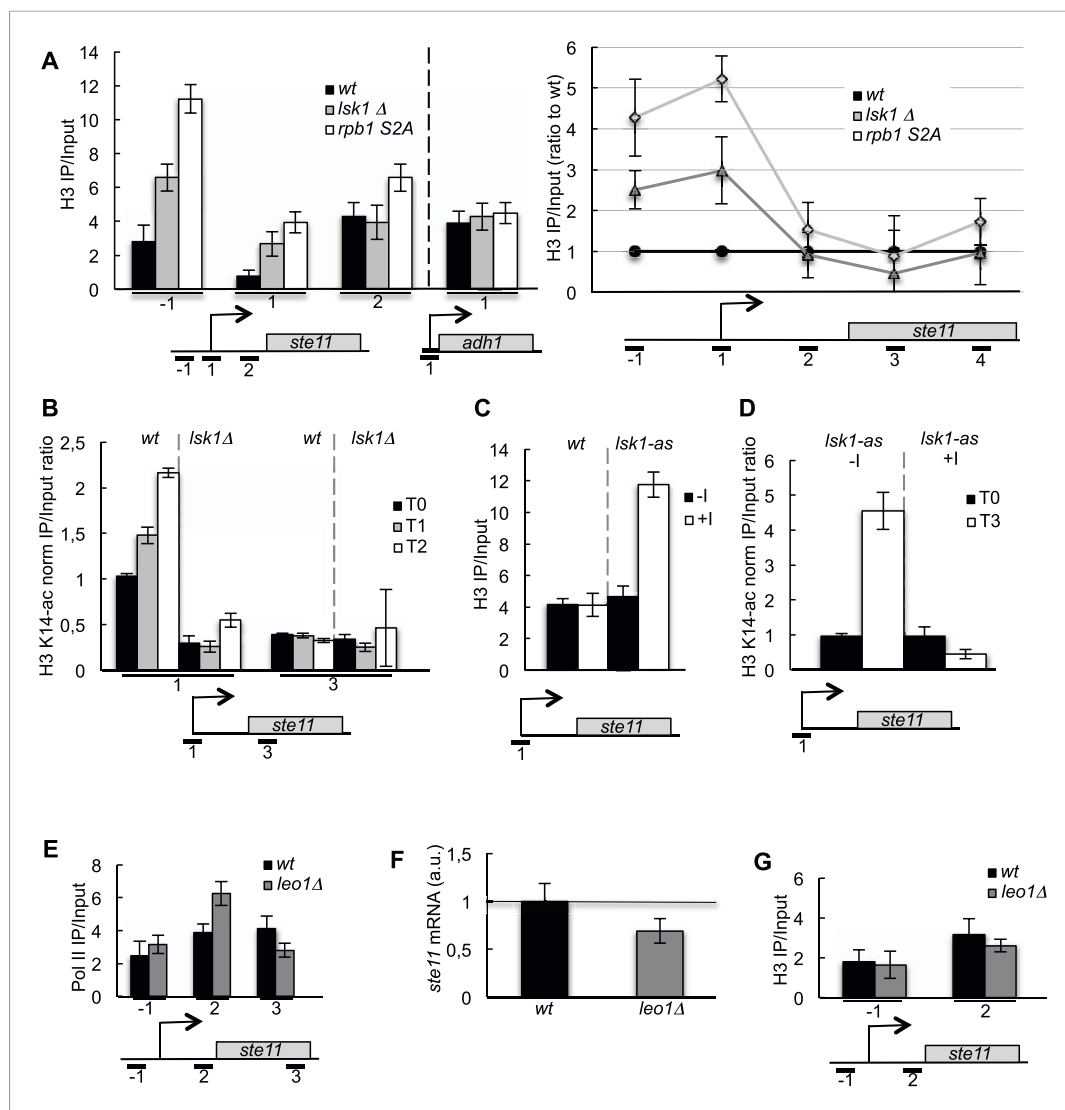 A
H3 IP/Input
14
12
10
8
6
4
2
0
wt
lsk1 Δ
rpb1 S2A
-1
1
2
1
ste11
adh1
-1
1
2
1
H3 IP/Input (ratio to wt)
6
5
4
3
2
1
0
wt
lsk1 Δ
rpb1 S2A
ste11
-1
1
2
3
4
B
H3 K14-ac norm IP/Input ratio
2,5
2
1,5
1
0,5
0
wt
lsk1Δ
wt
lsk1Δ
T0
T1
T2
1
3
ste11
1
3
C
H3 IP/Input
14
12
10
8
6
4
2
0
wt
lsk1-as
-I
+I
ste11
1
D
H3 K14-ac norm IP/Input ratio
6
5
4
3
2
1
0
lsk1-as
-I
lsk1-as
+I
T0
T3
ste11
1
E
Pol II IP/Input
8
6
4
2
0
wt
leo1Δ
-1
2
3
ste11
-1
2
3
F
ste11 mRNA (a.u.)
1,5
1
0,5
0
wt
leo1Δ
G
H3 IP/Input
6
4
2
0
wt
leo1Δ
-1
2
ste11
-1
2